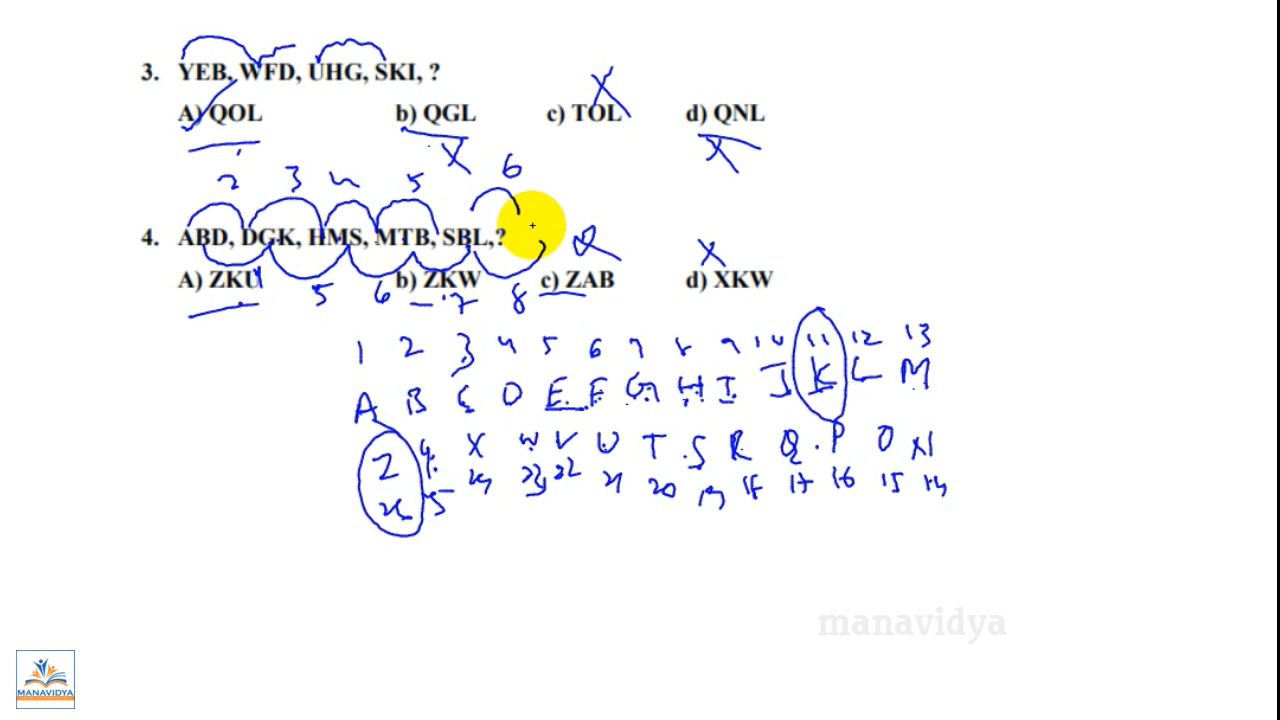 3. YEB, WFD, UHG, SKI, ?
A) QOL b) QGL c) TOL d) QNL
X X X
2 3 4 5 6
4. ABD, DGK, HMS, MTB, SBL,?
X
A) ZKU b) ZKW c) ZAB d) XKW
5 6 7 8
1 2 3 4 5 6 7 8 9 10 11 12 13
A B C D E F G H I J K L M
Z Y X W V U T S R Q P O N
26 25 24 23 22 21 20 19 18 17 16 15 14
manavidya
MANAVIDYA